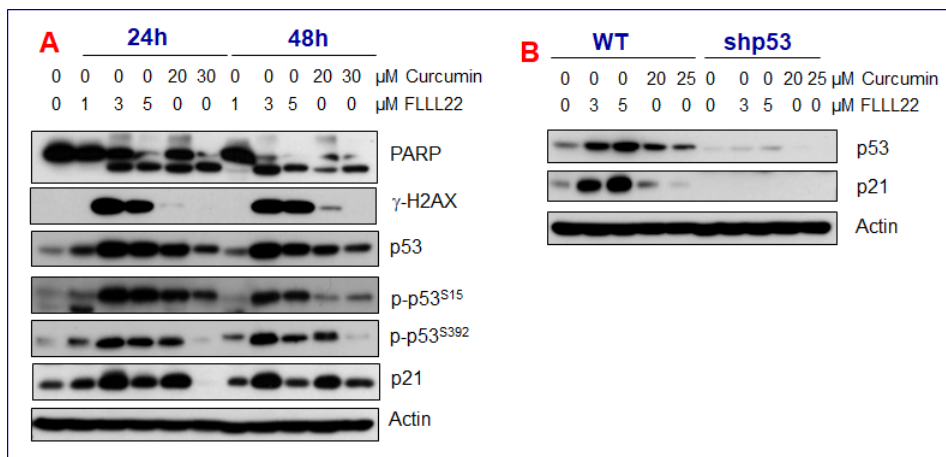 A
24h 48h
0 0 0 0 20 30 0 0 0 20 30 µM Curcumin
0 1 3 5 0 0 1 3 5 0 0 µM FLLL22
PARP
γ-H2AX
p53
p-p53S15
p-p53S392
p21
Actin
B
WT shp53
0 0 0 20 25 0 0 0 20 25 µM Curcumin
0 3 5 0 0 0 3 5 0 0 µM FLLL22
p53
p21
Actin